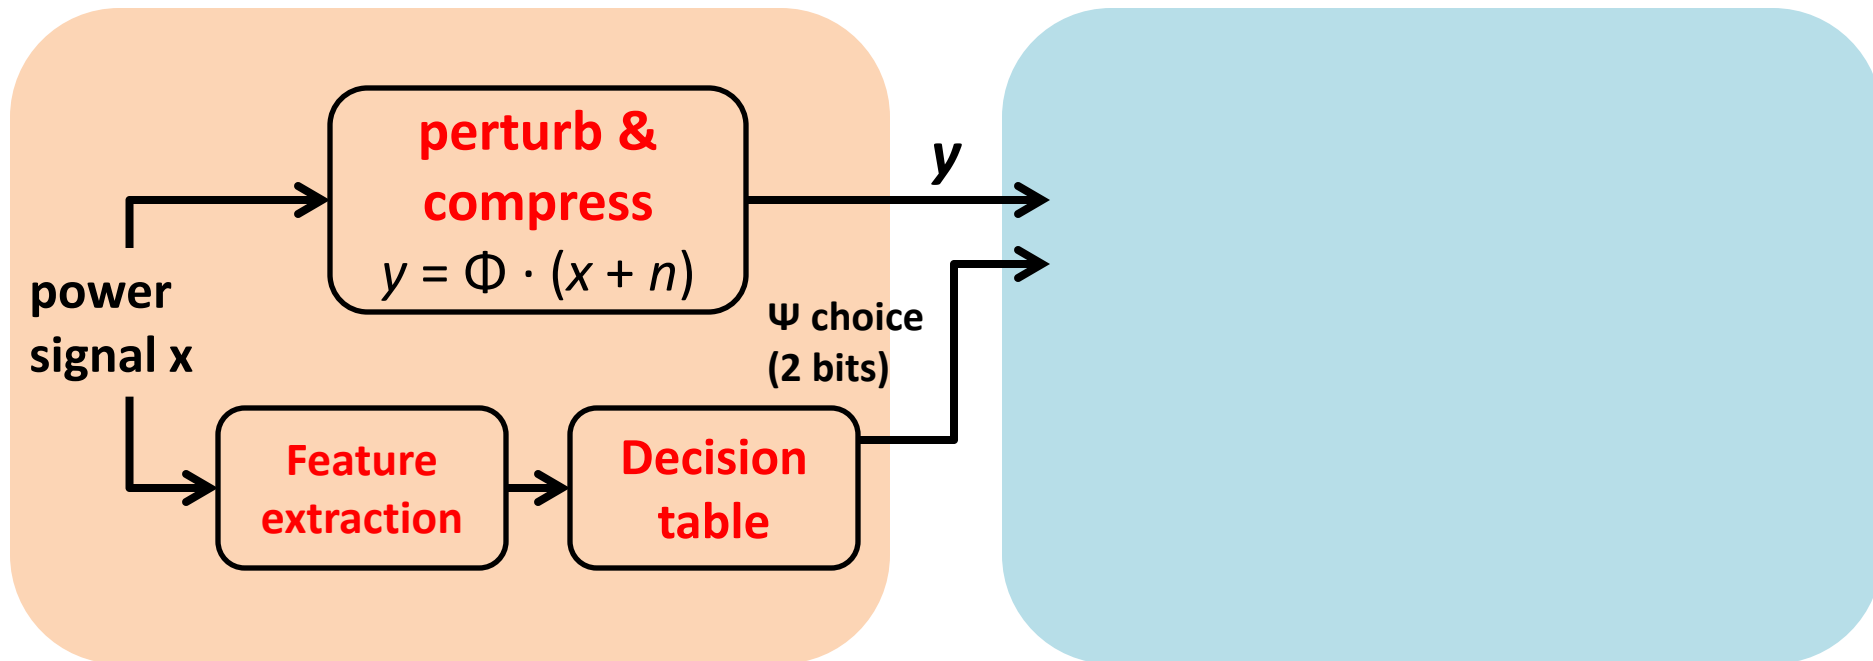 perturb &
compress
y = Φ · (x + n)
y
power
signal x
Ψ choice
(2 bits)
Feature
extraction
Decision
table